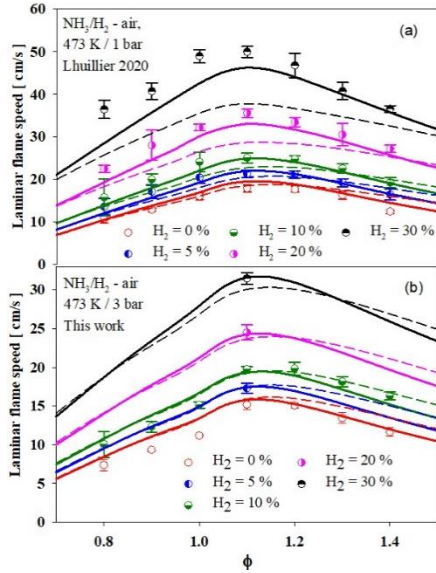 60
50
40
30
20
10
0
Laminar flame speed [ cm/s]
NH3/H2 - air,
473 K / 1 bar
Lhuillier 2020
(a)
H2 = 0 %
H2 = 10 %
H2 = 30 %
H2 = 5 %
H2 = 20 %
30
25
20
15
10
5
0
Laminar flame speed [ cm/s]
NH3/H2 - air
473 K / 3 bar
This work
(b)
H2 = 0 %
H2 = 20 %
H2 = 5 %
H2 = 30 %
H2 = 10 %
0.8 1.0 1.2 1.4
ϕ